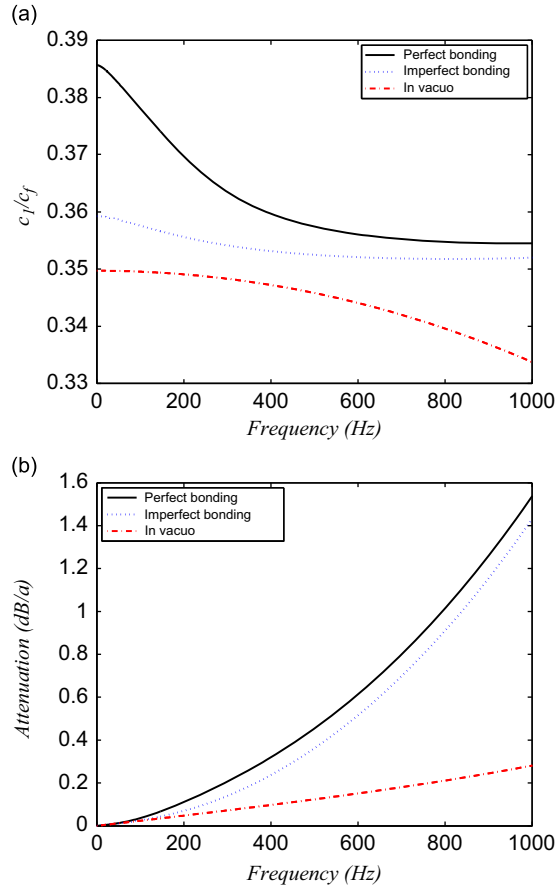 (a)
0.39
0.38
0.37
0.36
0.35
0.34
0.33
c1/cf
Perfect bonding
Imperfect bonding
In vacuo
0 200 400 600 800 1000
Frequency (Hz)
(b)
1.6
1.4
1.2
1
0.8
0.6
0.4
0.2
0
Attenuation (dB/a)
Perfect bonding
Imperfect bonding
In vacuo
0 200 400 600 800 1000
Frequency (Hz)